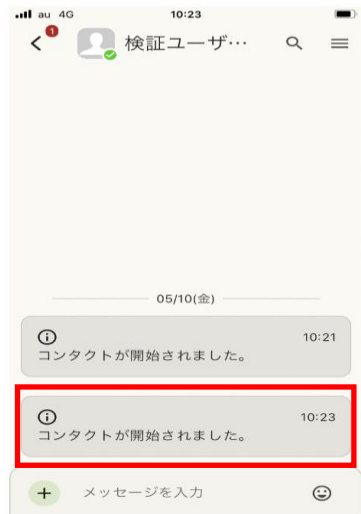 au 4G 10:23
1
検証ユーザ…
05/10(金)
10:21
コンタクトが開始されました。
10:23
コンタクトが開始されました。
メッセージを入力